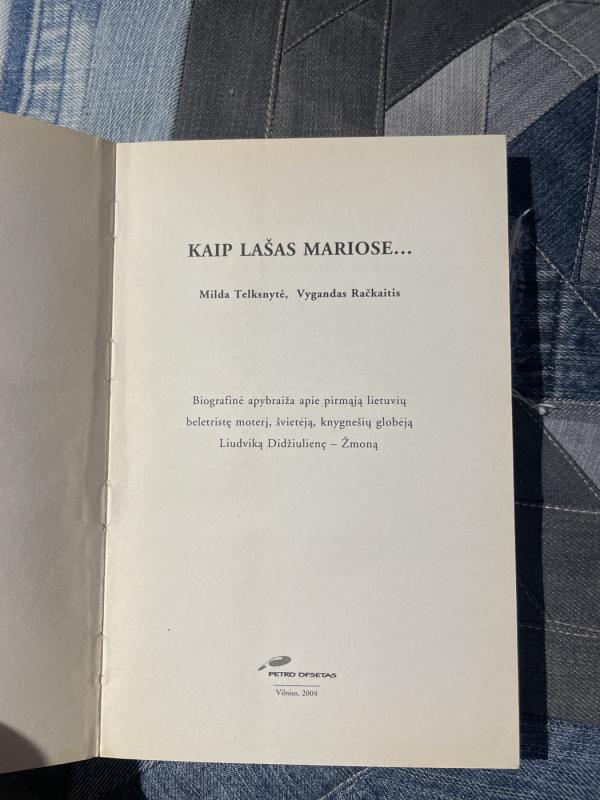 KAIP LAŠAS MARIOSE...
Milda Telksnytė, Vygandas Račkaitis
Biografinė apybraiža apie pirmąją lietuvių
beletristę moterį, švietėją, knygnešių globėją
Liudviką Didžiulienę – Žmoną
PETRO OFSETAS
Vilnius, 2004